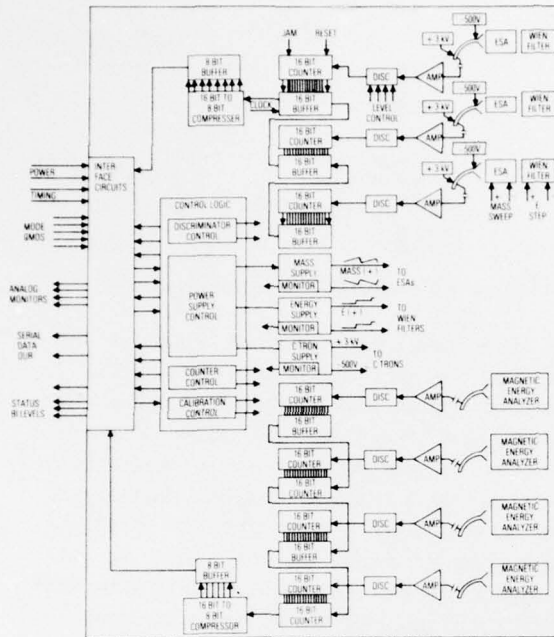 500V
+ 3 kV
ESA
WIEN
FILTER
JAM
RESET
8 BIT
BUFFER
16 BIT
COUNTER
DISC
AMP
16 BIT TO
8 BIT
COMPRESSER
CLOCK
16 BIT
BUFFER
LEVEL
CONTROL
500V
+ 3 kV
ESA
WIEN
FILTER
16 BIT
COUNTER
DISC
AMP
16 BIT
BUFFER
500V
+ 3 kV
ESA
WIEN
FILTER
POWER
TIMING
INTER
FACE
CIRCUITS
16 BIT
COUNTER
DISC
AMP
+ -
MASS
SWEEP
+ -
E
STEP
16 BIT
BUFFER
MODE
CONTROL LOGIC
DISCRIMINATOR
CONTROL
POWER
SUPPLY
CONTROL
MASS
SUPPLY
MASS ( + )
MONITOR
TO
ESAs
ANALOG
MONITORS
ENERGY
SUPPLY
E ( + )
MONITOR
TO
WIEN
FILTERS
SERIAL
DATA
C TRON
SUPPLY
+ 3 kV
MONITOR
500V
TO
C TRONS
COUNTER
CONTROL
CALIBRATION
CONTROL
STATUS
BI LEVELS
16 BIT
COUNTER
DISC
AMP
MAGNETIC
ENERGY
ANALYZER
16 BIT
BUFFER
16 BIT
COUNTER
DISC
AMP
MAGNETIC
ENERGY
ANALYZER
16 BIT
COUNTER
16 BIT
COUNTER
DISC
AMP
MAGNETIC
ENERGY
ANALYZER
16 BIT
BUFFER
8 BIT
BUFFER
16 BIT
COUNTER
DISC
AMP
MAGNETIC
ENERGY
ANALYZER
16 BIT TO
8 BIT
COMPRESSOR
16 BIT
COUNTER